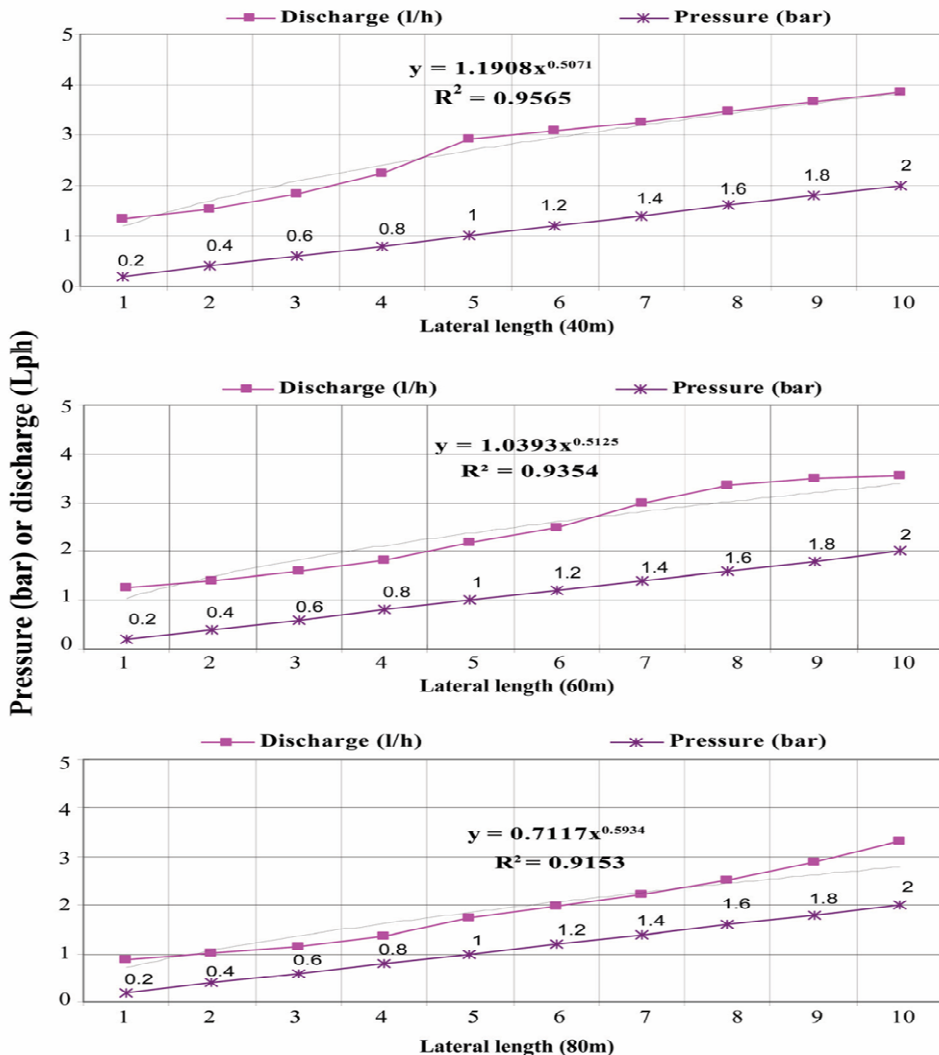 Pressure (bar) or discharge (Lph)
Discharge (l/h) Pressure (bar)
5
y = 1.1908x^0.5071
R² = 0.9565
4
3
2
1
0
0.2 0.4 0.6 0.8 1 1.2 1.4 1.6 1.8 2
1 2 3 4 5 6 7 8 9 10
Lateral length (40m)
Discharge (l/h) Pressure (bar)
5
y = 1.0393x^0.5125
R² = 0.9354
4
3
2
1
0
0.2 0.4 0.6 0.8 1 1.2 1.4 1.6 1.8 2
1 2 3 4 5 6 7 8 9 10
Lateral length (60m)
Discharge (l/h) Pressure (bar)
5
4
y = 0.7117x^0.5934
R² = 0.9153
3
2
1
0
0.2 0.4 0.6 0.8 1 1.2 1.4 1.6 1.8 2
1 2 3 4 5 6 7 8 9 10
Lateral length (80m)